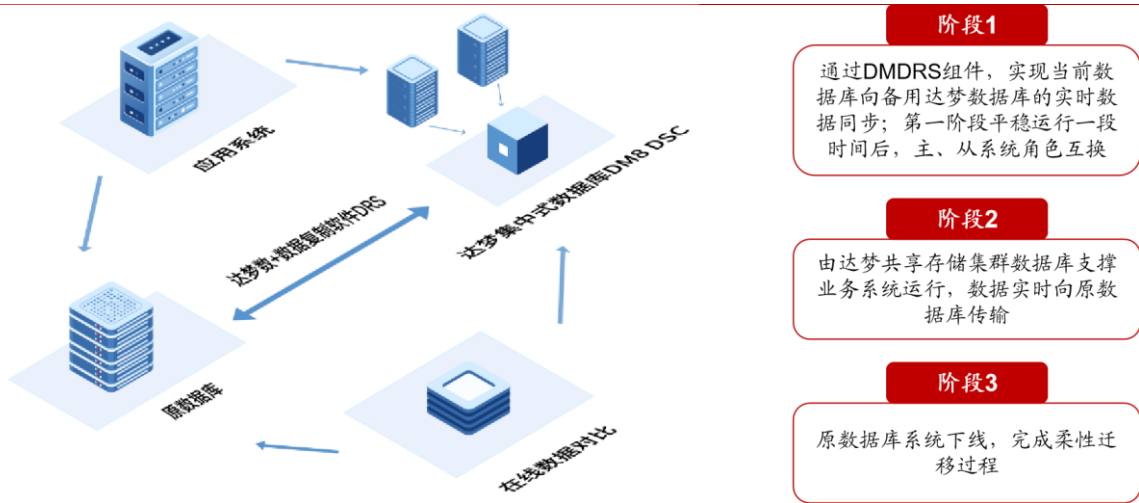 应用系统
达梦集中式数据库DM8 DSC
达梦数+数据复制软件DRS
原数据库
在线数据对比
阶段1
通过DMDRS组件，实现当前数
据库向备用达梦数据库的实时数
据同步；第一阶段平稳运行一段
时间后，主、从系统角色互换
阶段2
由达梦共享存储集群数据库支撑
业务系统运行，数据实时向原数
据库传输
阶段3
原数据库系统下线，完成柔性迁
移过程